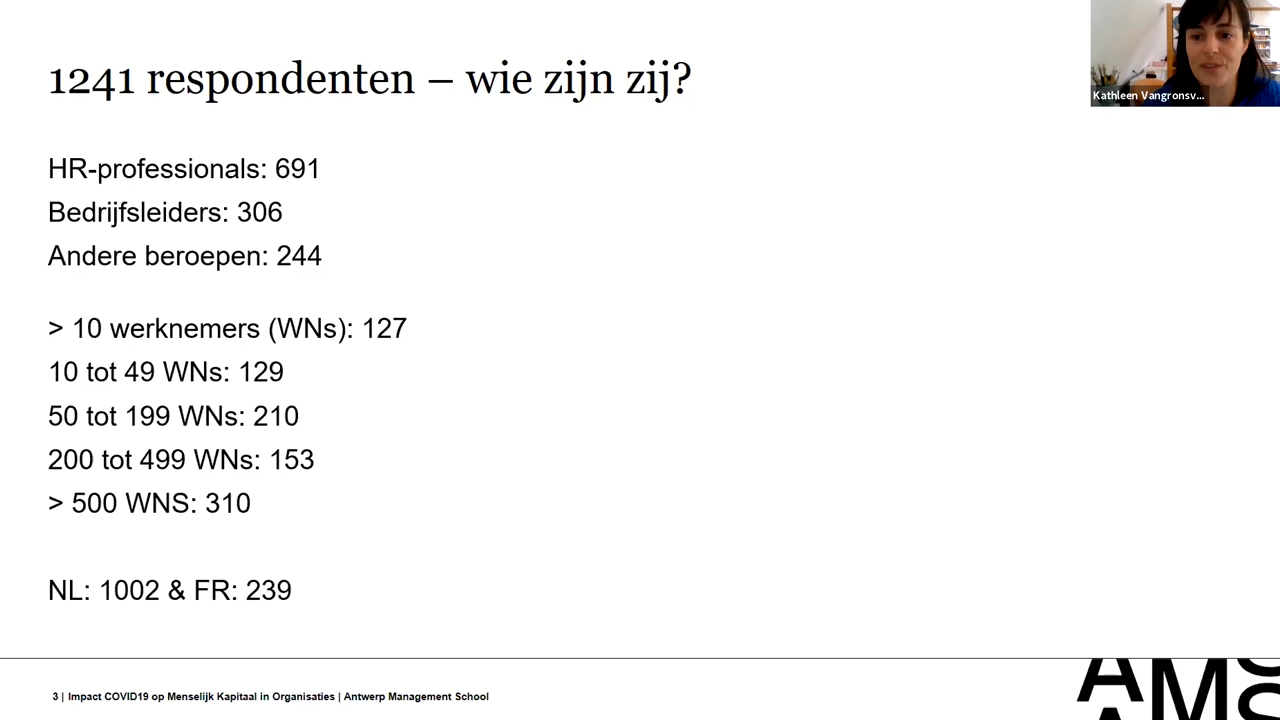 1241 respondenten – wie zijn zij?
Kathleen Vangronsv...
HR-professionals: 691
Bedrijfsleiders: 306
Andere beroepen: 244
> 10 werknemers (WNs): 127
10 tot 49 WNs: 129
50 tot 199 WNs: 210
200 tot 499 WNs: 153
> 500 WNS: 310
NL: 1002 & FR: 239
3 | Impact COVID19 op Menselijk Kapitaal in Organisaties | Antwerp Management School
AMS